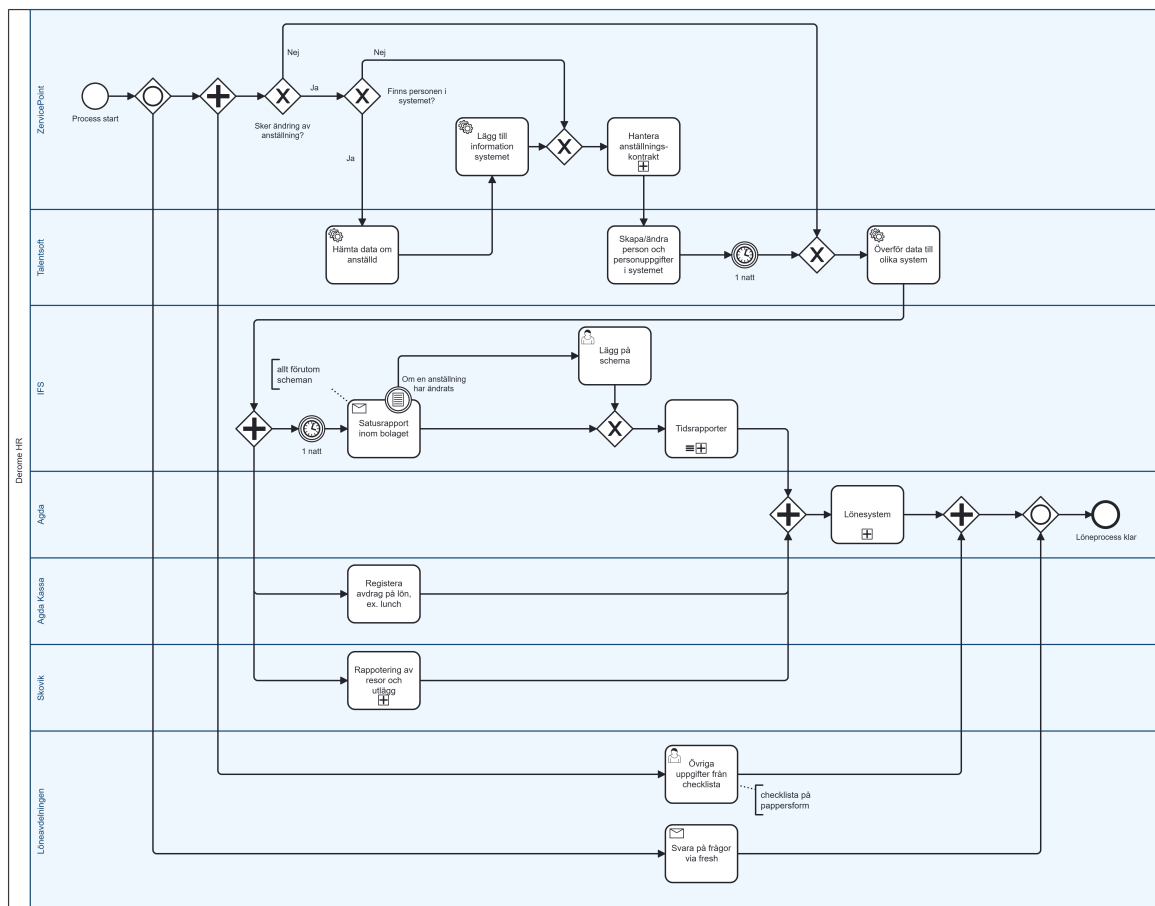 Derome HR
ZervicePoint
Process start
Nej
Ja
Sker ändring av
anställning?
Nej
Finns personen i
systemet?
Ja
Lägg till
information
systemet
Hantera
anställnings-
kontrakt
Talentsoft
Hämta data om
anställd
Skapa/ändra
person och
personuppgifter
i systemet
1 natt
Överför data till
olika system
IFS
allt förutom
scheman
1 natt
Satusrapport
inom bolaget
Om en anställning
har ändrats
Lägg på
schema
Tidsrapporter
Agda
Lönesystem
Löneprocess klar
Agda Kassa
Registera
avdrag på lön,
ex. lunch
Skovik
Rappotering av
resor och
utlägg
Löneavdelningen
Övriga
uppgifter från
checklista
checklista på
pappersform
Svara på frågor
via fresh